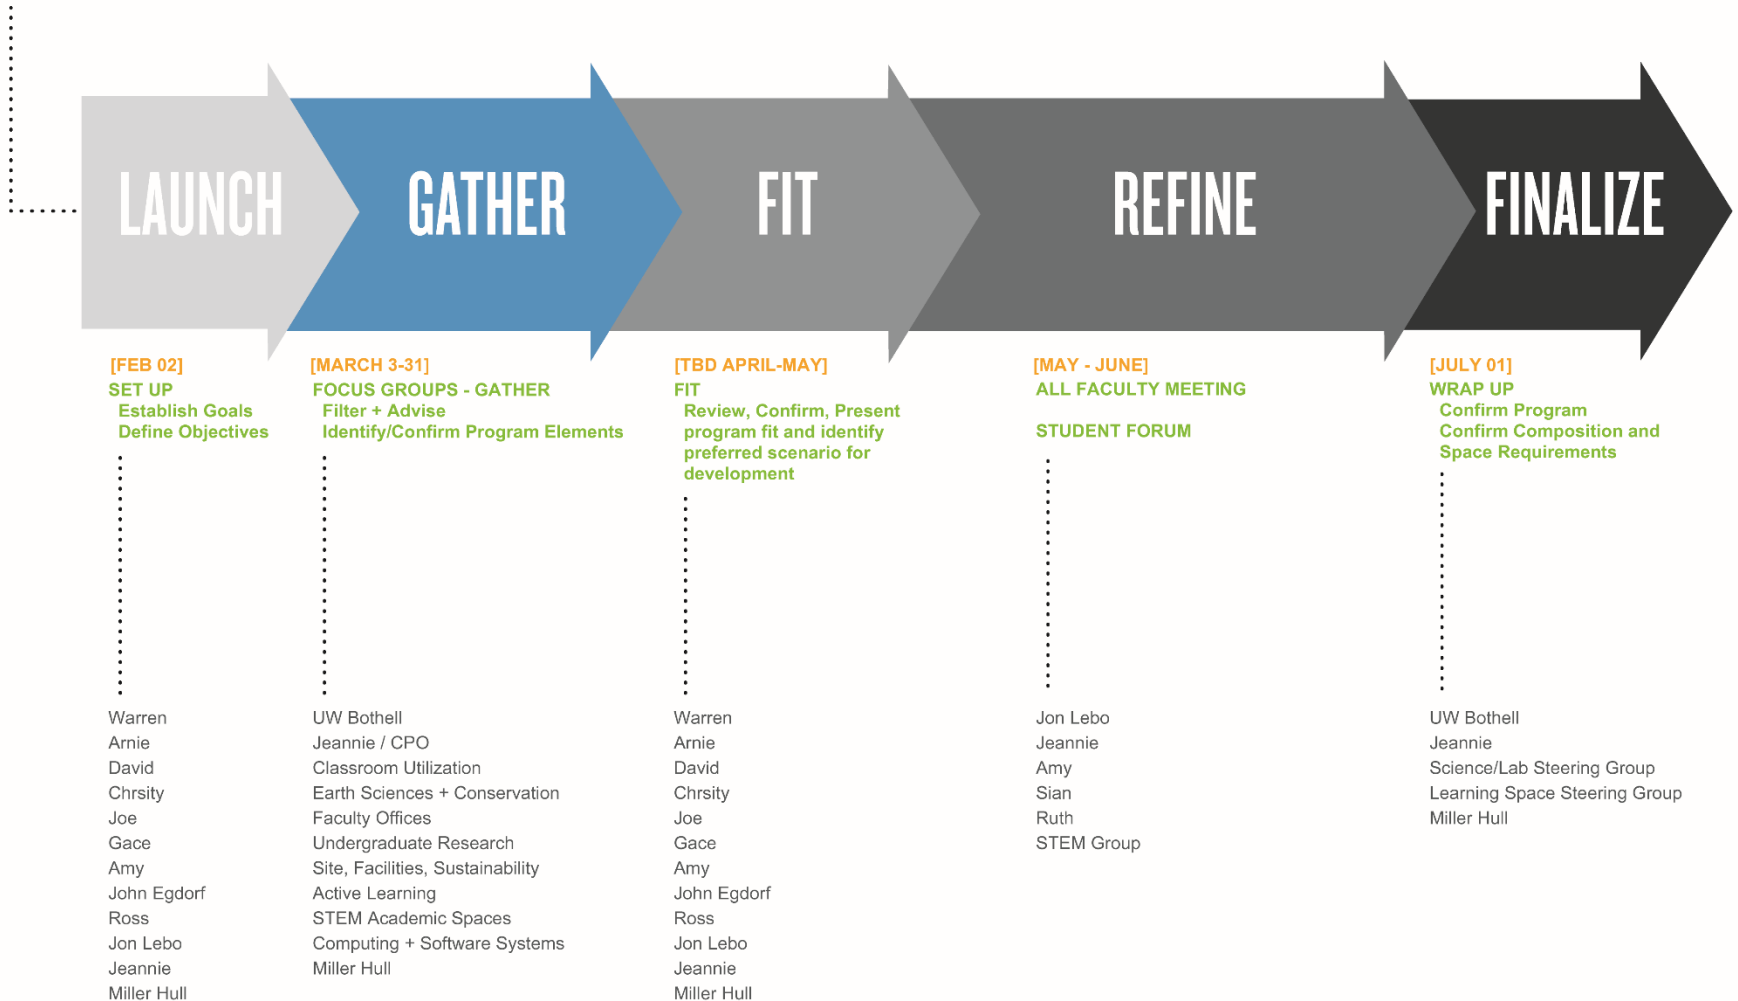 LAUNCH
GATHER
FIT
REFINE
FINALIZE
[FEB 02]
SET UP
Establish Goals
Define Objectives
[MARCH 3-31]
FOCUS GROUPS - GATHER
Filter + Advise
Identify/Confirm Program Elements
[TBD APRIL-MAY]
FIT
Review, Confirm, Present
program fit and identify
preferred scenario for
development
[MAY - JUNE]
ALL FACULTY MEETING
STUDENT FORUM
[JULY 01]
WRAP UP
Confirm Program
Confirm Composition and
Space Requirements
Warren
Arnie
David
Chrsity
Joe
Gace
Amy
John Egdorf
Ross
Jon Lebo
Jeannie
Miller Hull
UW Bothell
Jeannie / CPO
Classroom Utilization
Earth Sciences + Conservation
Faculty Offices
Undergraduate Research
Site, Facilities, Sustainability
Active Learning
STEM Academic Spaces
Computing + Software Systems
Miller Hull
Warren
Arnie
David
Chrsity
Joe
Gace
Amy
John Egdorf
Ross
Jon Lebo
Jeannie
Miller Hull
Jon Lebo
Jeannie
Amy
Sian
Ruth
STEM Group
UW Bothell
Jeannie
Science/Lab Steering Group
Learning Space Steering Group
Miller Hull